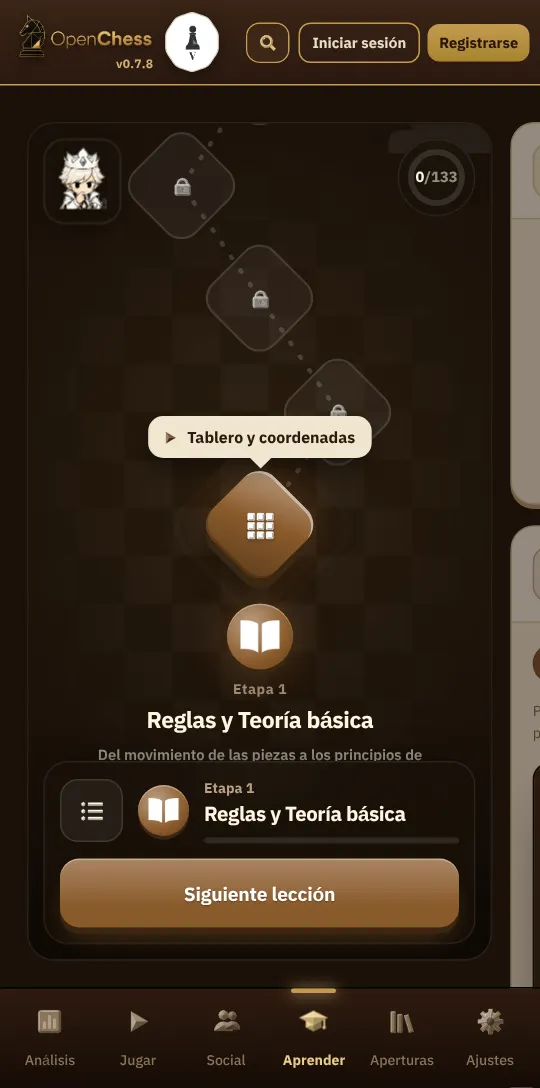 OpenChess
v0.7.8
V
Iniciar sesión
Registrarse
0/133
Tablero y coordenadas
Etapa 1
Reglas y Teoría básica
Del movimiento de las piezas a los principios de
Etapa 1
Reglas y Teoría básica
Siguiente lección
Análisis
Jugar
Social
Aprender
Aperturas
Ajustes